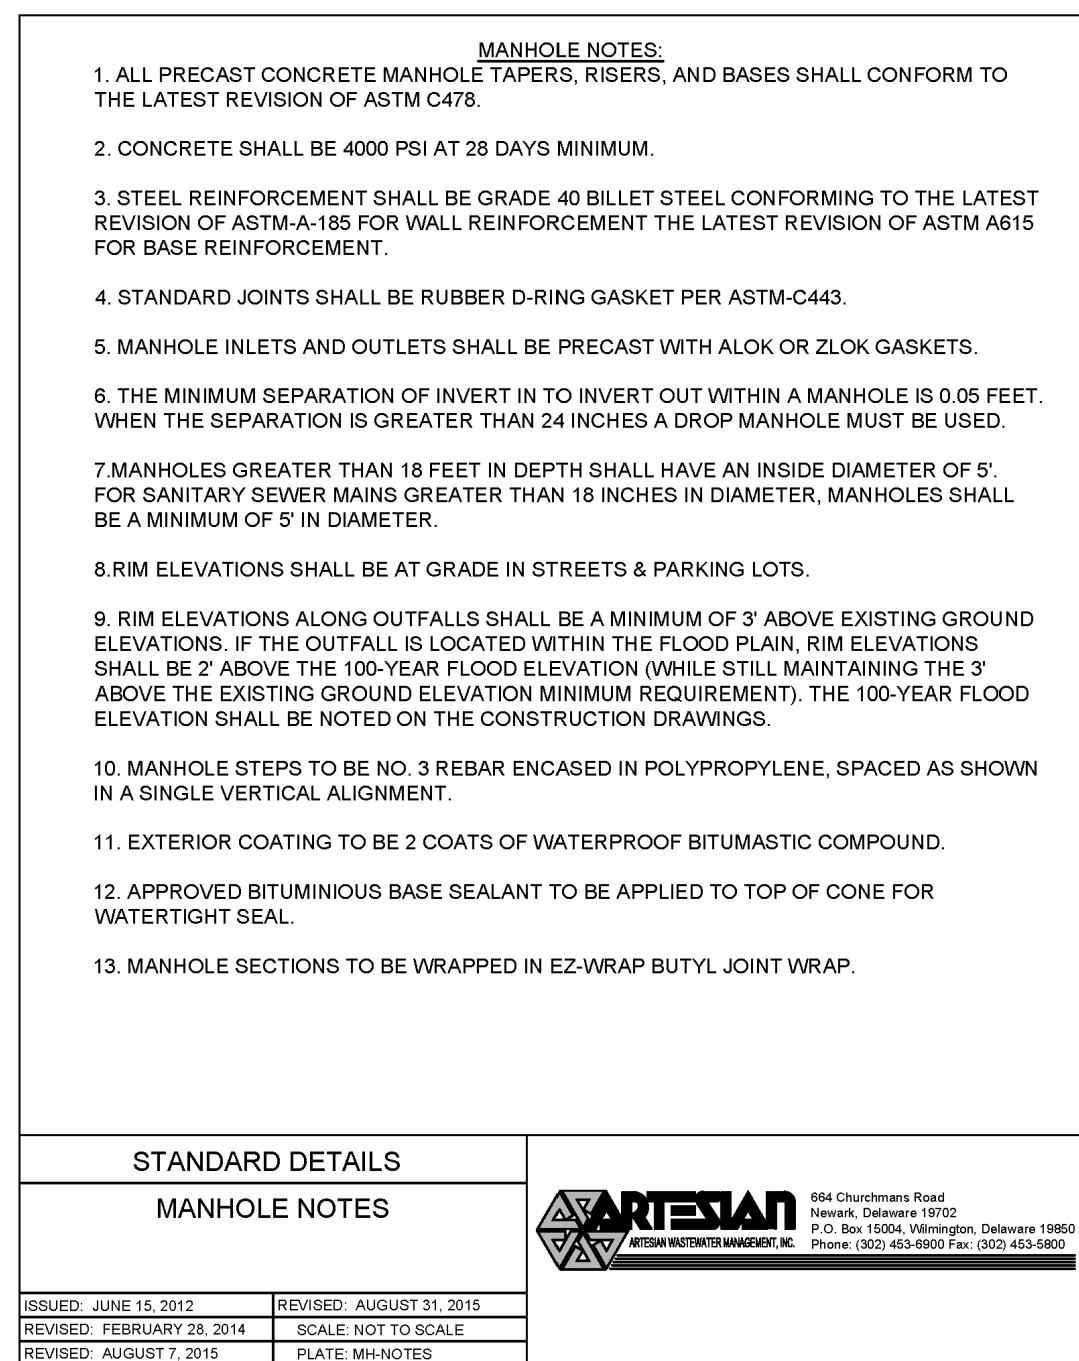 MANHOLE NOTES:
1. ALL PRECAST CONCRETE MANHOLE TAPERS, RISERS, AND BASES SHALL CONFORM TO
THE LATEST REVISION OF ASTM C478.
2. CONCRETE SHALL BE 4000 PSI AT 28 DAYS MINIMUM.
3. STEEL REINFORCEMENT SHALL BE GRADE 40 BILLET STEEL CONFORMING TO THE LATEST
REVISION OF ASTM-A-185 FOR WALL REINFORCEMENT THE LATEST REVISION OF ASTM A615
FOR BASE REINFORCEMENT.
4. STANDARD JOINTS SHALL BE RUBBER D-RING GASKET PER ASTM-C443.
5. MANHOLE INLETS AND OUTLETS SHALL BE PRECAST WITH ALOK OR ZLOK GASKETS.
6. THE MINIMUM SEPARATION OF INVERT IN TO INVERT OUT WITHIN A MANHOLE IS 0.05 FEET.
WHEN THE SEPARATION IS GREATER THAN 24 INCHES A DROP MANHOLE MUST BE USED.
7.MANHOLES GREATER THAN 18 FEET IN DEPTH SHALL HAVE AN INSIDE DIAMETER OF 5'.
FOR SANITARY SEWER MAINS GREATER THAN 18 INCHES IN DIAMETER, MANHOLES SHALL
BE A MINIMUM OF 5' IN DIAMETER.
8.RIM ELEVATIONS SHALL BE AT GRADE IN STREETS & PARKING LOTS.
9. RIM ELEVATIONS ALONG OUTFALLS SHALL BE A MINIMUM OF 3' ABOVE EXISTING GROUND
ELEVATIONS. IF THE OUTFALL IS LOCATED WITHIN THE FLOOD PLAIN, RIM ELEVATIONS
SHALL BE 2' ABOVE THE 100-YEAR FLOOD ELEVATION (WHILE STILL MAINTAINING THE 3'
ABOVE THE EXISTING GROUND ELEVATION MINIMUM REQUIREMENT). THE 100-YEAR FLOOD
ELEVATION SHALL BE NOTED ON THE CONSTRUCTION DRAWINGS.
10. MANHOLE STEPS TO BE NO. 3 REBAR ENCASED IN POLYPROPYLENE, SPACED AS SHOWN
IN A SINGLE VERTICAL ALIGNMENT.
11. EXTERIOR COATING TO BE 2 COATS OF WATERPROOF BITUMASTIC COMPOUND.
12. APPROVED BITUMINIOUS BASE SEALANT TO BE APPLIED TO TOP OF CONE FOR
WATERTIGHT SEAL.
13. MANHOLE SECTIONS TO BE WRAPPED IN EZ-WRAP BUTYL JOINT WRAP.
STANDARD DETAILS
MANHOLE NOTES
ISSUED: JUNE 15, 2012
REVISED: AUGUST 31, 2015
REVISED: FEBRUARY 28, 2014
SCALE: NOT TO SCALE
REVISED: AUGUST 7, 2015
PLATE: MH-NOTES
ARTESIAN
ARTESIAN WASTEWATER MANAGEMENT, INC.
664 Churchmans Road
Newark, Delaware 19702
P.O. Box 15004, Wilmington, Delaware 19850
Phone: (302) 453-6900 Fax: (302) 453-5800